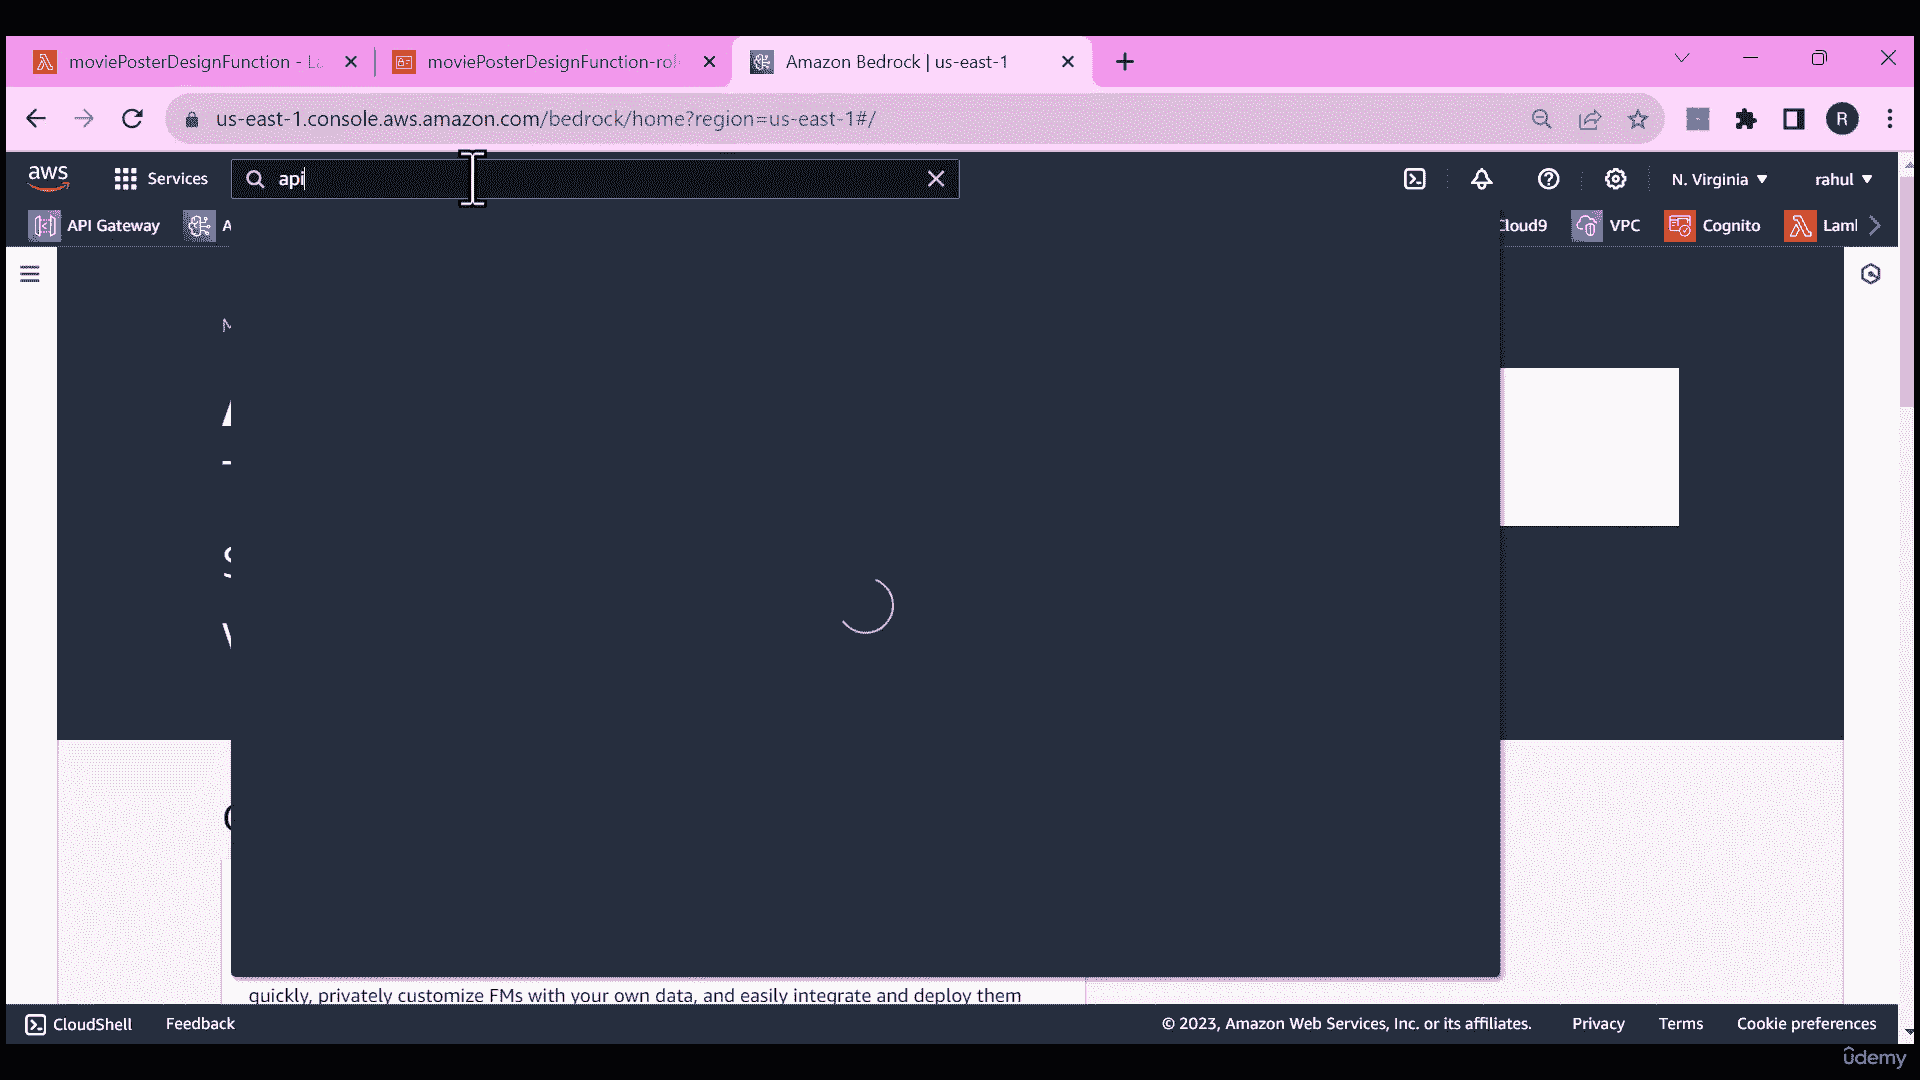 moviePosterDesignFunction - La
moviePosterDesignFunction-rol
Amazon Bedrock | us-east-1
us-east-1.console.aws.amazon.com/bedrock/home?region=us-east-1#/
R
aws
Services
api
N. Virginia
rahul
API Gateway
A
Cloud9
VPC
Cognito
Laml
quickly, privately customize FMs with your own data, and easily integrate and deploy them
CloudShell
Feedback
© 2023, Amazon Web Services, Inc. or its affiliates.
Privacy
Terms
Cookie preferences
ûdemy